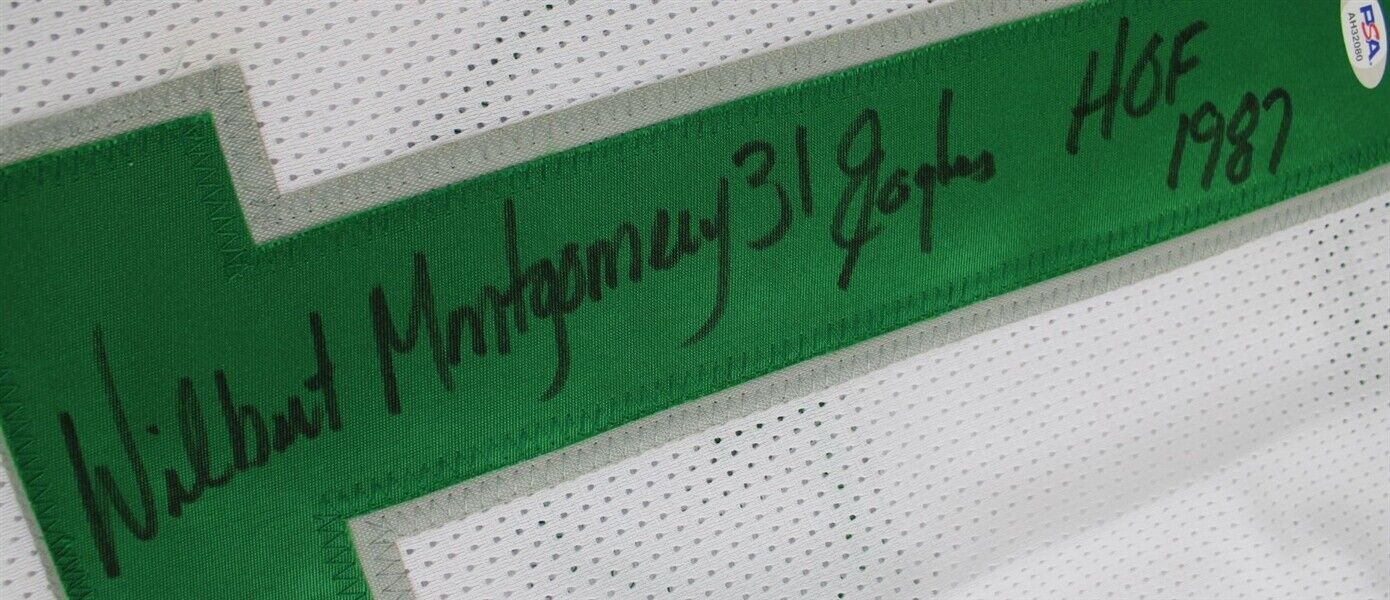 Wilbert Montgomery 31 Eagles HOF
1987
PSA
AH32080